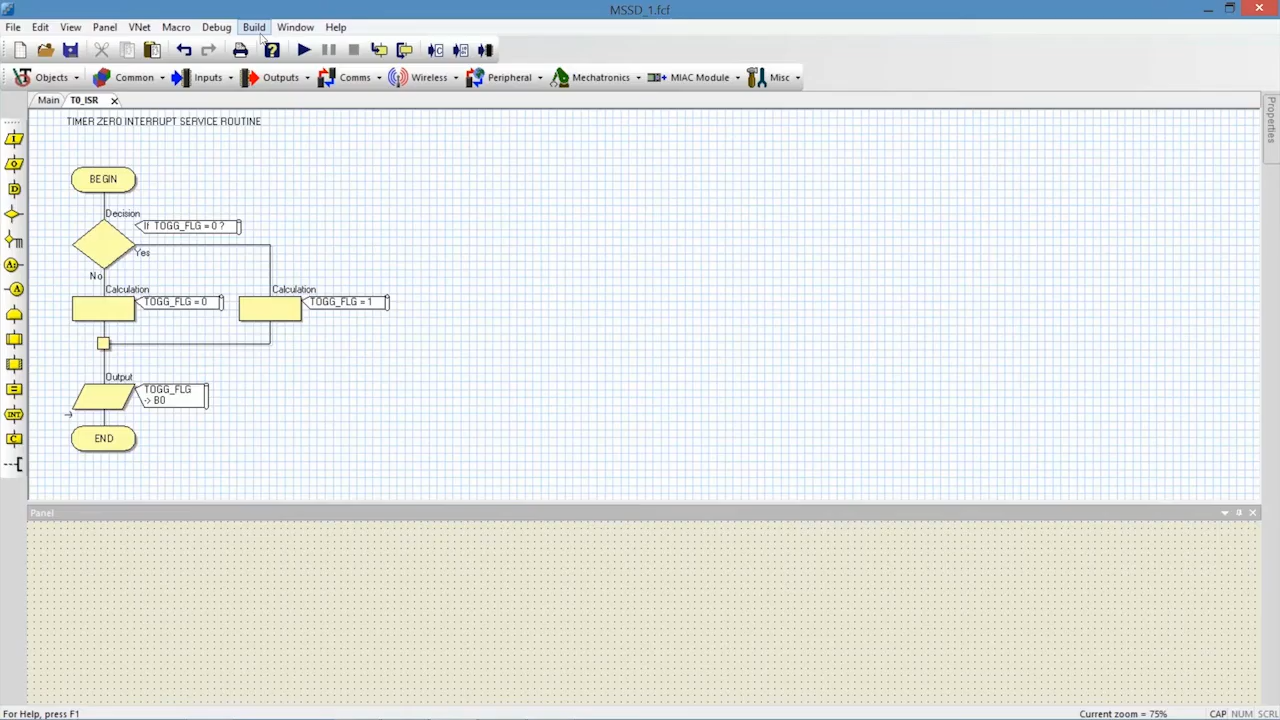 MSSD_1.fcf
File Edit View Panel VNet Macro Debug Build Window Help
Objects Common Inputs Outputs Comms Wireless Peripheral Mechatronics MIAC Module Misc
Main T0_ISR
Properties
TIMER ZERO INTERRUPT SERVICE ROUTINE
BEGIN
Decision
If TOGG_FLG = 0 ?
Yes
No
Calculation
TOGG_FLG = 0
Calculation
TOGG_FLG = 1
Output
TOGG_FLG
-> B0
END
Panel
For Help, press F1
Current zoom = 75%
CAP NUM SCRL